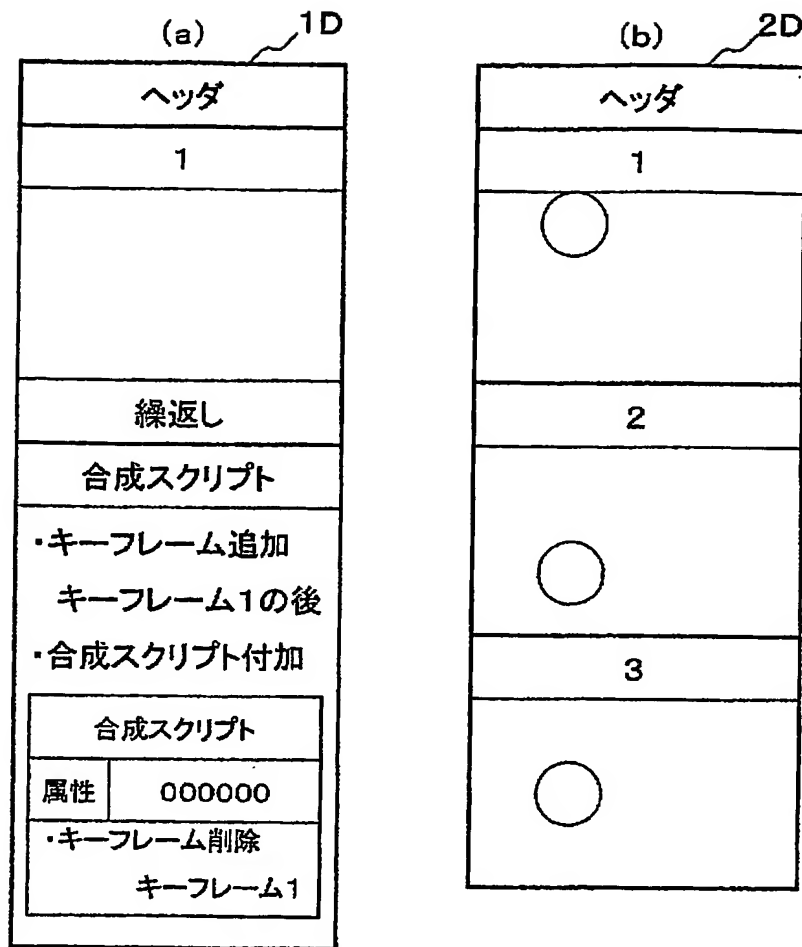 (a)
1D
ヘッダ
1
繰返し
合成スクリプト
・キーフレーム追加
キーフレーム1の後
・合成スクリプト付加
合成スクリプト
属性 000000
・キーフレーム削除
キーフレーム1
(b)
2D
ヘッダ
1
2
3